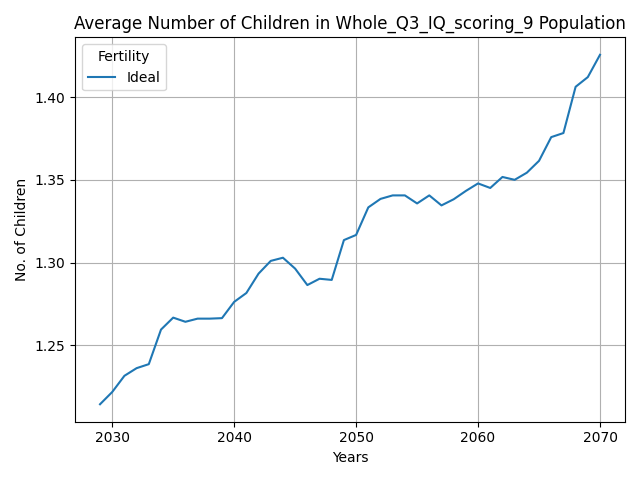 Average Number of Children in Whole_Q3_IQ_scoring_9 Population
Fertility
Ideal
1.40
1.35
1.30
1.25
No. of Children
2030 2040 2050 2060 2070
Years